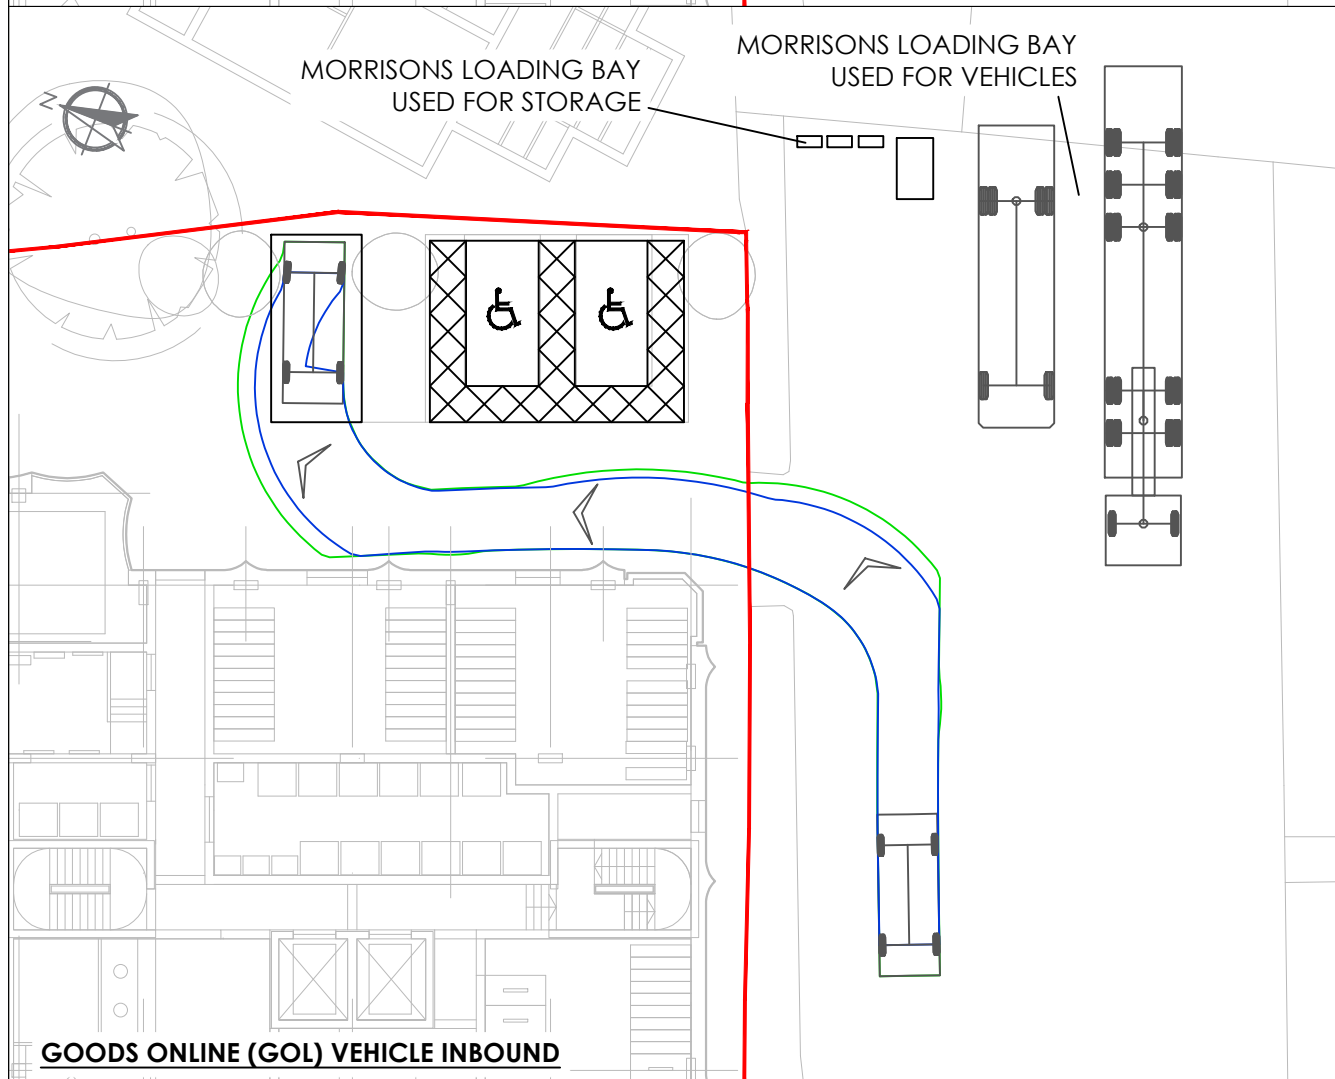 MORRISONS LOADING BAY
USED FOR STORAGE
MORRISONS LOADING BAY
USED FOR VEHICLES
N
GOODS ONLINE (GOL) VEHICLE INBOUND